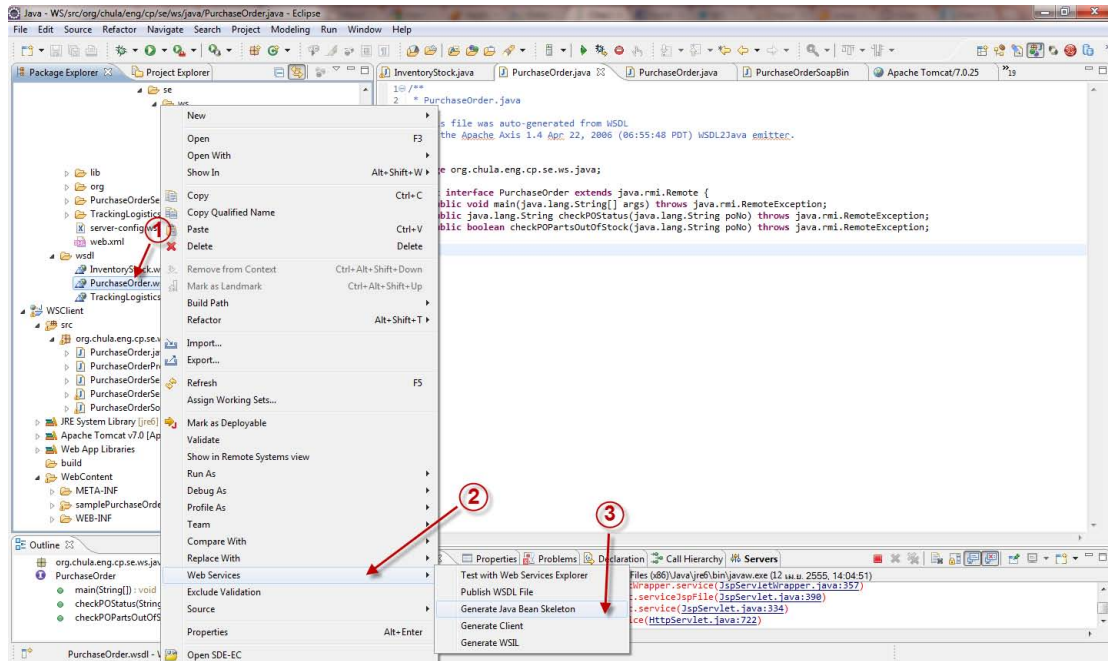 Java - WS/src/org/chula/eng/cp/se/ws/java/PurchaseOrder.java - Eclipse
File Edit Source Refactor Navigate Search Project Modeling Run Window Help
Package Explorer
Project Explorer
InventoryStock.java
PurchaseOrder.java
PurchaseOrder.java
PurchaseOrderSoapBin
Apache Tomcat/7.0.25
19
se
ws
lib
org
PurchaseOrderSe
TrackingLogistics
server-config.ws
web.xml
wsdl
InventoryStock.w
PurchaseOrder.w
TrackingLogistics
WSClient
src
org.chula.eng.cp.se.w
PurchaseOrder.ja
PurchaseOrderPr
PurchaseOrderSe
PurchaseOrderSe
PurchaseOrderSo
JRE System Library [jre6]
Apache Tomcat v7.0 [Ap
Web App Libraries
build
WebContent
META-INF
samplePurchaseOrde
WEB-INF
1 /**
2 * PurchaseOrder.java
s file was auto-generated from WSDL
the Apache Axis 1.4 Apr 22, 2006 (06:55:48 PDT) WSDL2Java emitter.
e org.chula.eng.cp.se.ws.java;
interface PurchaseOrder extends java.rmi.Remote {
blic void main(java.lang.String[] args) throws java.rmi.RemoteException;
blic java.lang.String checkPOStatus(java.lang.String poNo) throws java.rmi.RemoteException;
blic boolean checkPOPartsOutOfStock(java.lang.String poNo) throws java.rmi.RemoteException;
New
Open F3
Open With
Show In Alt+Shift+W
Copy Ctrl+C
Copy Qualified Name
Paste Ctrl+V
Delete Delete
Remove from Context Ctrl+Alt+Shift+Down
Mark as Landmark Ctrl+Alt+Shift+Up
Build Path
Refactor Alt+Shift+T
Import...
Export...
Refresh F5
Assign Working Sets...
Mark as Deployable
Validate
Show in Remote Systems view
Run As
Debug As
Profile As
Team
Compare With
Replace With
Web Services
Exclude Validation
Source
Properties Alt+Enter
Open SDE-EC
1
2
3
Test with Web Services Explorer
Publish WSDL File
Generate Java Bean Skeleton
Generate Client
Generate WSIL
Outline
org.chula.eng.cp.se.ws.jav
PurchaseOrder
main(String[]) : void
checkPOStatus(String
checkPOPartsOutOfS
Properties
Problems
Declaration
Call Hierarchy
Servers
Files (x86)\Java\jre6\bin\javaw.exe (12 เม.ย. 2555, 14:04:51)
tWrapper.service(JspServletWrapper.java:357)
.serviceJspFile(JspServlet.java:390)
.service(JspServlet.java:334)
ice(HttpServlet.java:722)
PurchaseOrder.wsdl - W